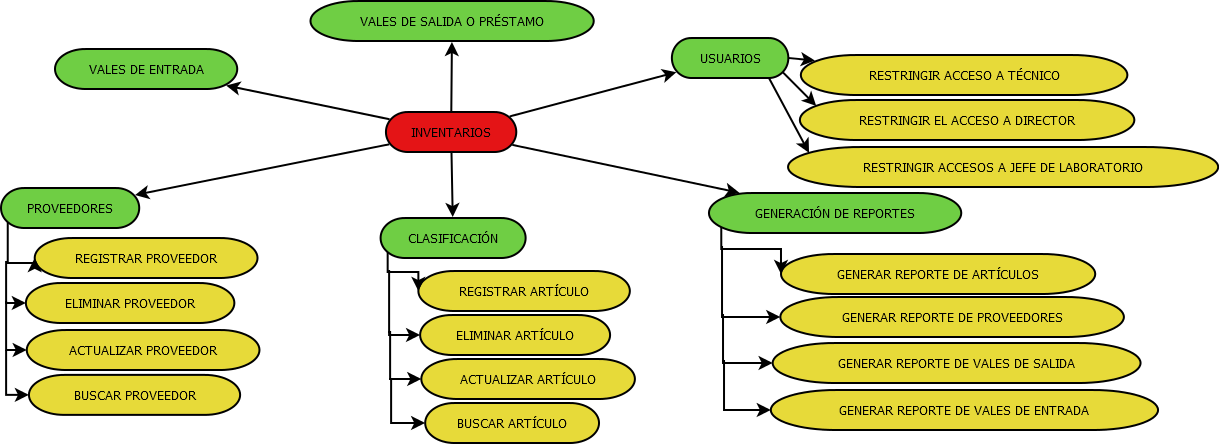 VALES DE SALIDA O PRÉSTAMO
VALES DE ENTRADA
USUARIOS
RESTRINGIR ACCESO A TÉCNICO
RESTRINGIR EL ACCESO A DIRECTOR
RESTRINGIR ACCESOS A JEFE DE LABORATORIO
INVENTARIOS
PROVEEDORES
REGISTRAR PROVEEDOR
ELIMINAR PROVEEDOR
ACTUALIZAR PROVEEDOR
BUSCAR PROVEEDOR
CLASIFICACIÓN
REGISTRAR ARTÍCULO
ELIMINAR ARTÍCULO
ACTUALIZAR ARTÍCULO
BUSCAR ARTÍCULO
GENERACIÓN DE REPORTES
GENERAR REPORTE DE ARTÍCULOS
GENERAR REPORTE DE PROVEEDORES
GENERAR REPORTE DE VALES DE SALIDA
GENERAR REPORTE DE VALES DE ENTRADA